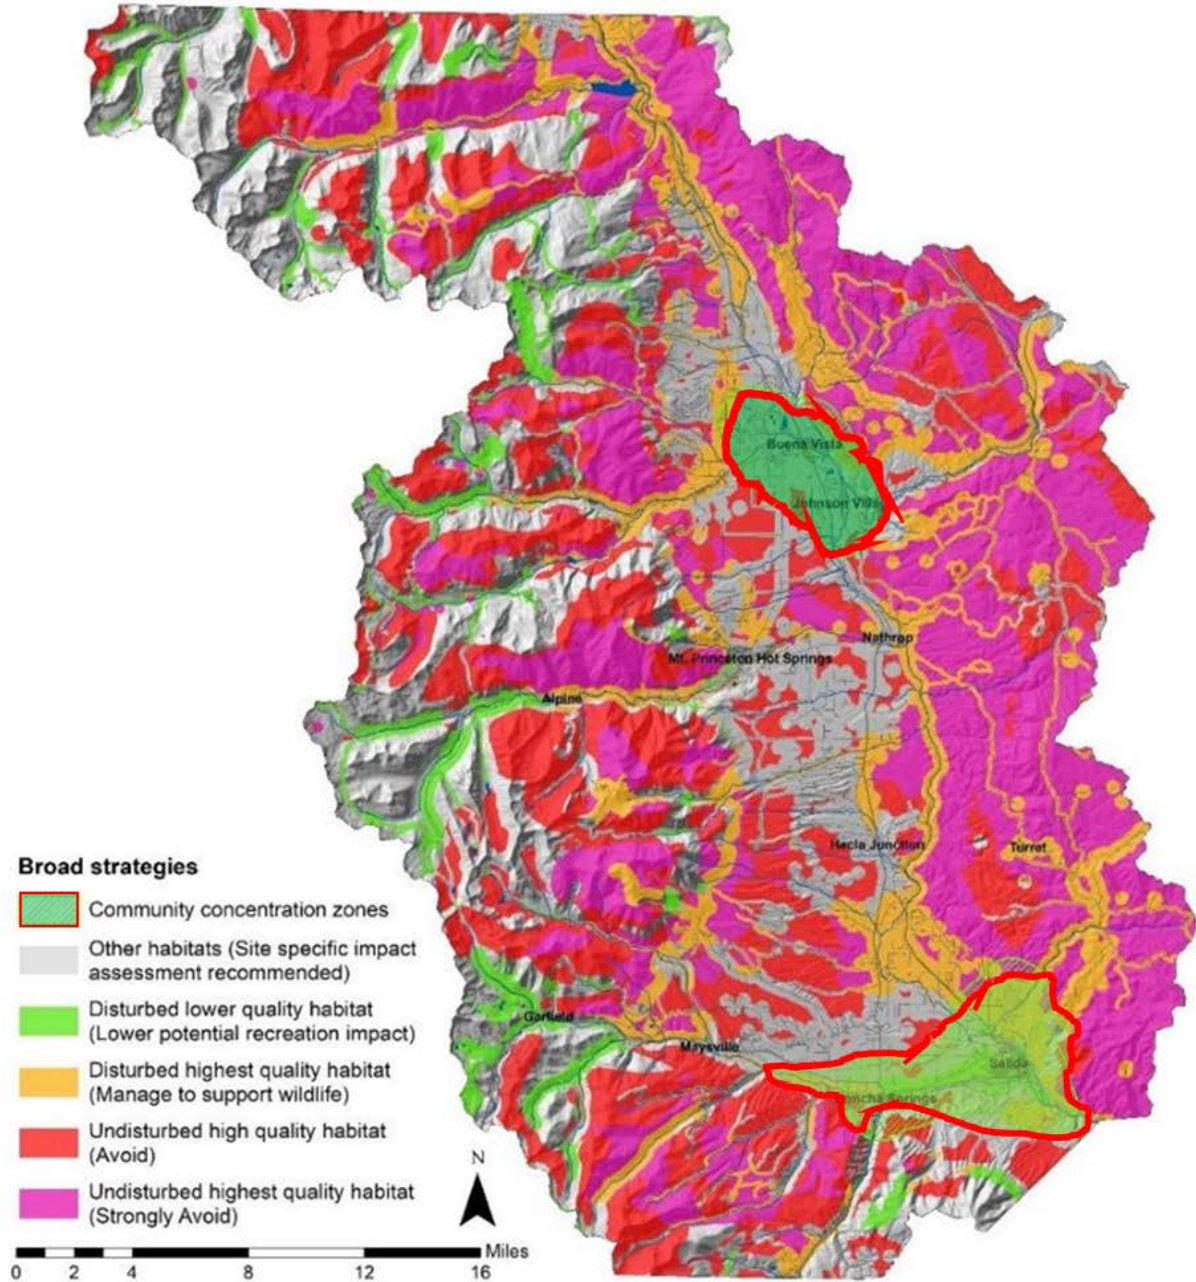 Buena Vista
Johnson Villa
Nathrop
Mt. Princeton Hot Springs
Alpine
Hecla Junction
Turret
Garfield
Maysville
Salida
oncha Springs
Broad strategies
Community concentration zones
Other habitats (Site specific impact
assessment recommended)
Disturbed lower quality habitat
(Lower potential recreation impact)
Disturbed highest quality habitat
(Manage to support wildlife)
Undisturbed high quality habitat
(Avoid)
Undisturbed highest quality habitat
(Strongly Avoid)
N
Miles
0 2 4 8 12 16